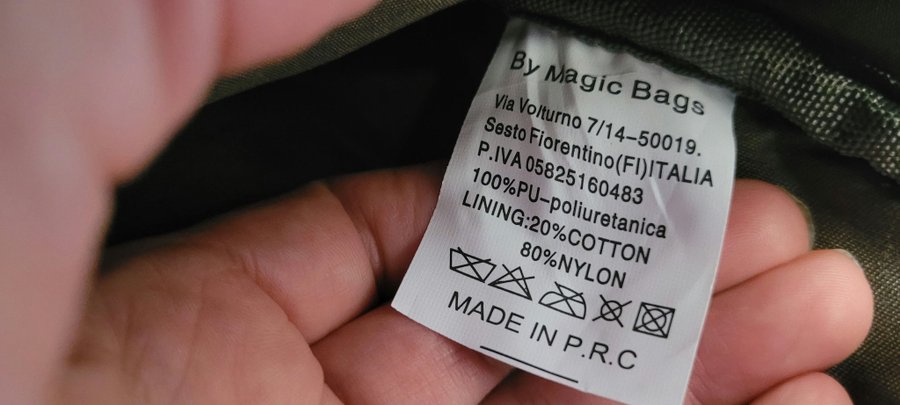 By Magic Bags
Via Volturno 7/14-50019.
Sesto Fiorentino(FI)ITALIA
P.IVA 05825160483
100%PU-poliuretanica
LINING:20%COTTON
80%NYLON
MADE IN P.R.C